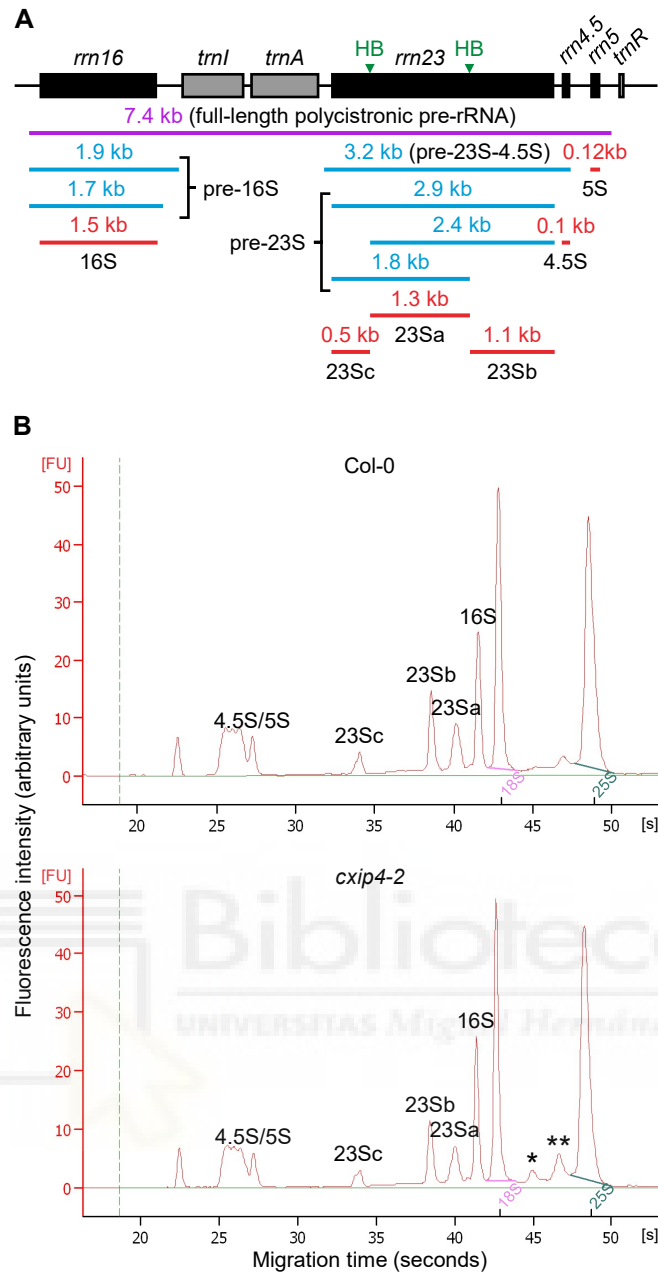 A
HB HB
rrn16 trnI trnA rrn23 rrn4.5 rrn5 trnR
7.4 kb (full-length polycistronic pre-rRNA)
1.9 kb 3.2 kb (pre-23S-4.5S) 0.12kb
pre-16S 5S
1.7 kb 2.9 kb
1.5 kb pre-23S 2.4 kb 0.1 kb
16S 4.5S
1.8 kb
1.3 kb
0.5 kb 23Sa 1.1 kb
23Sc 23Sb
B
[FU] Col-0
50
40
30
20
10
0
16S
23Sb
23Sa
4.5S/5S
23Sc
18S 25S
20 25 30 35 40 45 50 [s]
Fluorescence intensity (arbitrary units)
[FU] cxip4-2
50
40
30
20
10
0
Biblioteca
UNIVERSITAS Miguel Hernán
16S
23Sb
23Sa
4.5S/5S
23Sc
* **
18S 25S
20 25 30 35 40 45 50 [s]
Migration time (seconds)